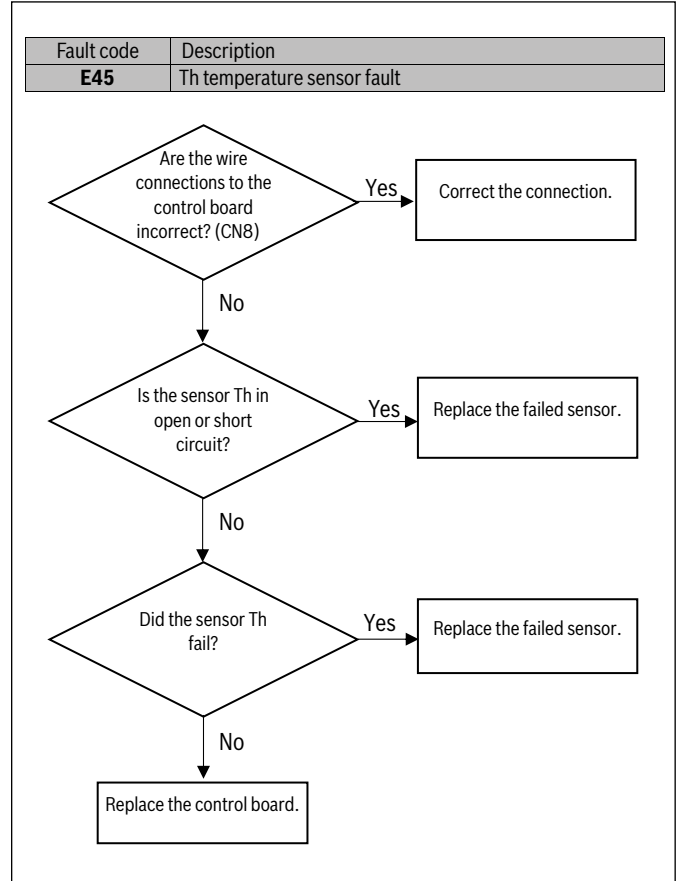 Fault code Description
E45 Th temperature sensor fault
Are the wire
connections to the
control board
incorrect? (CN8)
Yes
Correct the connection.
No
Is the sensor Th in
open or short
circuit?
Yes
Replace the failed sensor.
No
Did the sensor Th
fail?
Yes
Replace the failed sensor.
No
Replace the control board.